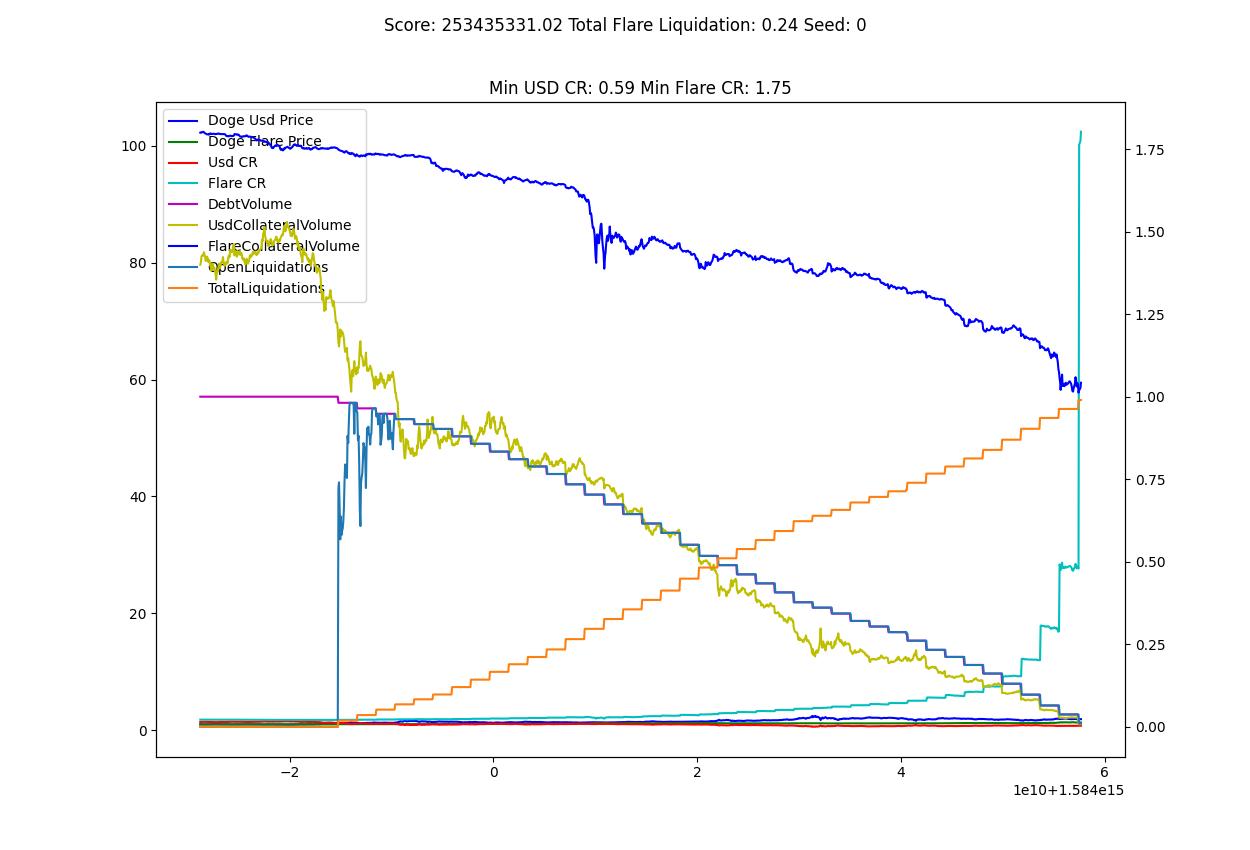 Score: 253435331.02 Total Flare Liquidation: 0.24 Seed: 0
Min USD CR: 0.59 Min Flare CR: 1.75
Doge Usd Price
Doge Flare Price
Usd CR
Flare CR
DebtVolume
UsdCollateralVolume
FlareCollateralVolume
OpenLiquidations
TotalLiquidations
100
80
60
40
20
0
1.75
1.50
1.25
1.00
0.75
0.50
0.25
0.00
−2 0 2 4 6
1e10+1.584e15